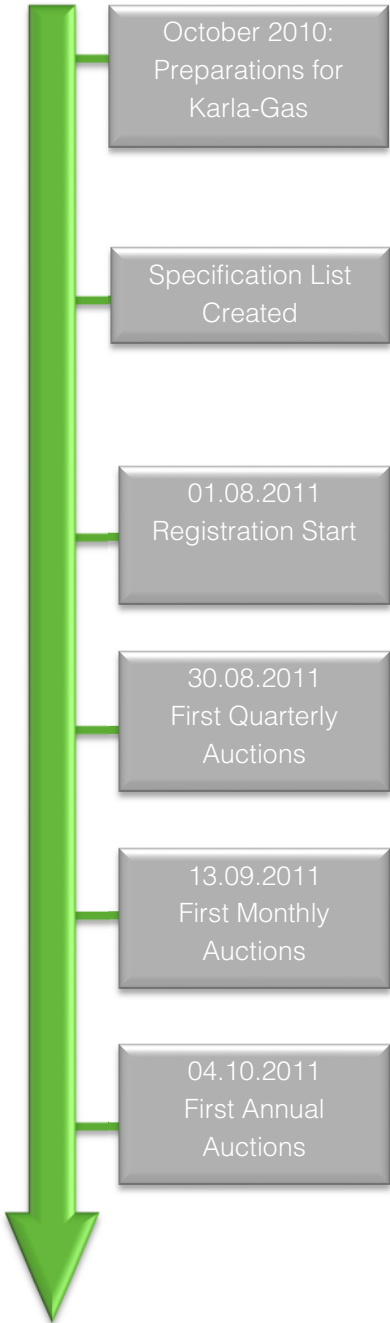 October 2010:
Preparations for
Karla-Gas
Specification List
Created
01.08.2011
Registration Start
30.08.2011
First Quarterly
Auctions
13.09.2011
First Monthly
Auctions
04.10.2011
First Annual
Auctions